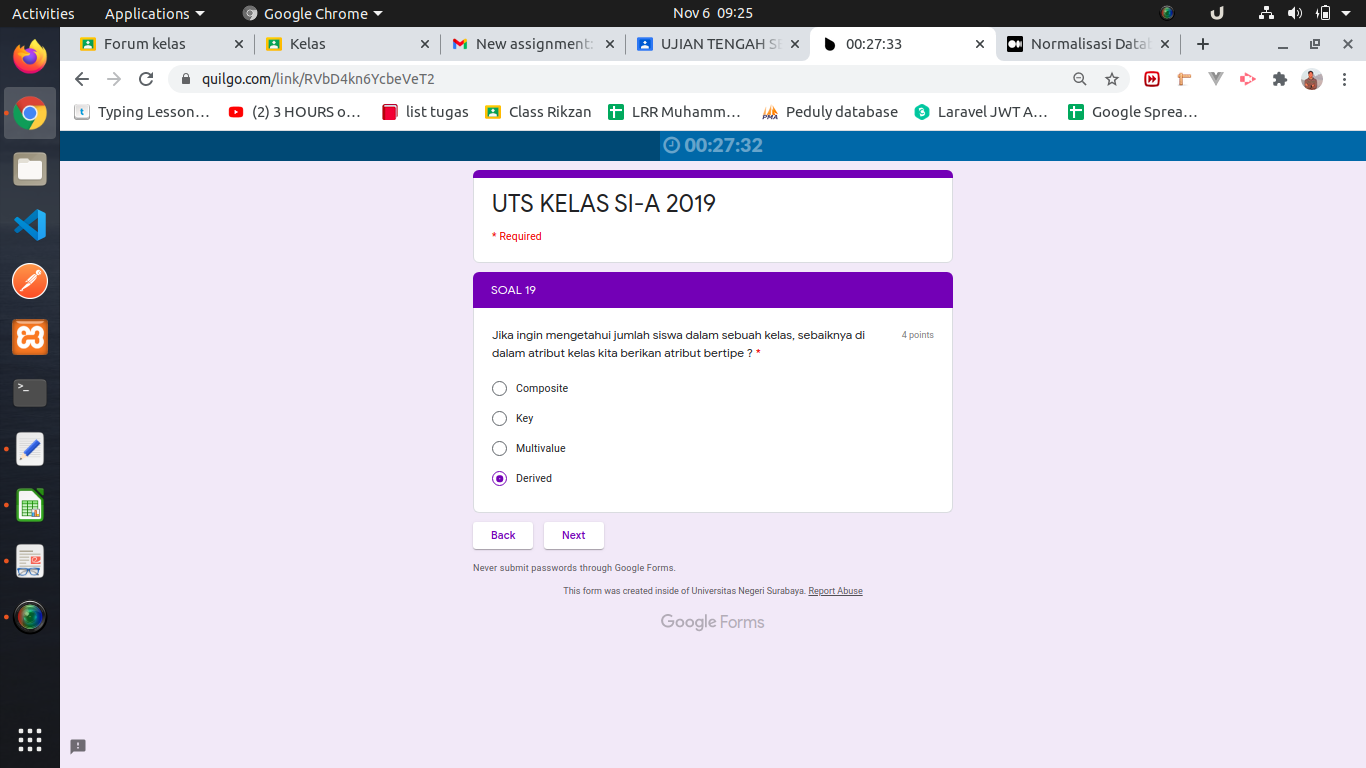 Activities Applications Google Chrome Nov 6 09:25
Forum kelas Kelas New assignment: UJIAN TENGAH SE 00:27:33 Normalisasi Datab
quilgo.com/link/RVbD4kn6YcbeVeT2
Typing Lesson… (2) 3 HOURS o… list tugas Class Rikzan LRR Muhamm… Peduly database Laravel JWT A… Google Sprea…
00:27:32
UTS KELAS SI-A 2019
* Required
SOAL 19
Jika ingin mengetahui jumlah siswa dalam sebuah kelas, sebaiknya di 4 points
dalam atribut kelas kita berikan atribut bertipe ? *
Composite
Key
Multivalue
Derived
Back Next
Never submit passwords through Google Forms.
This form was created inside of Universitas Negeri Surabaya. Report Abuse
Google Forms